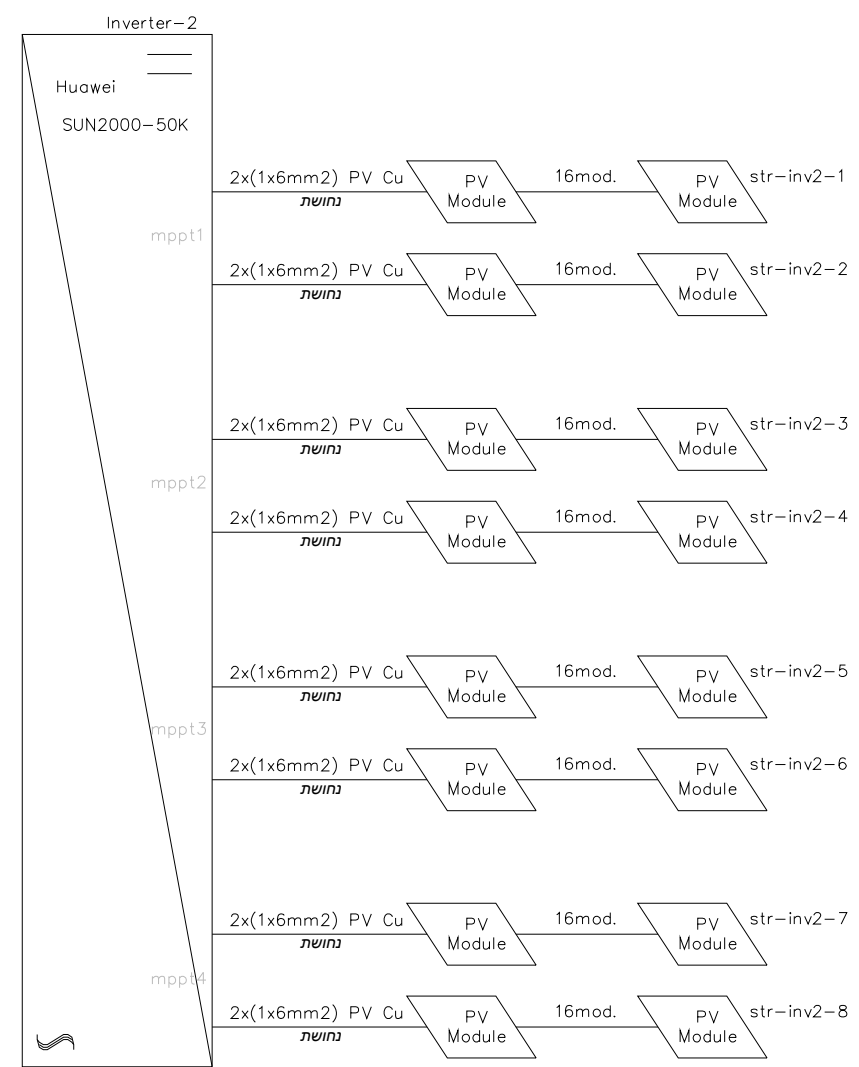 Inverter-2
Huawei
SUN2000-50K
2x(1x6mm2) PV Cu
נחושת
PV
Module
16mod.
PV
Module
str-inv2-1
mppt1
2x(1x6mm2) PV Cu
נחושת
PV
Module
16mod.
PV
Module
str-inv2-2
2x(1x6mm2) PV Cu
נחושת
PV
Module
16mod.
PV
Module
str-inv2-3
mppt2
2x(1x6mm2) PV Cu
נחושת
PV
Module
16mod.
PV
Module
str-inv2-4
2x(1x6mm2) PV Cu
נחושת
PV
Module
16mod.
PV
Module
str-inv2-5
mppt3
2x(1x6mm2) PV Cu
נחושת
PV
Module
16mod.
PV
Module
str-inv2-6
2x(1x6mm2) PV Cu
נחושת
PV
Module
16mod.
PV
Module
str-inv2-7
mppt4
2x(1x6mm2) PV Cu
נחושת
PV
Module
16mod.
PV
Module
str-inv2-8